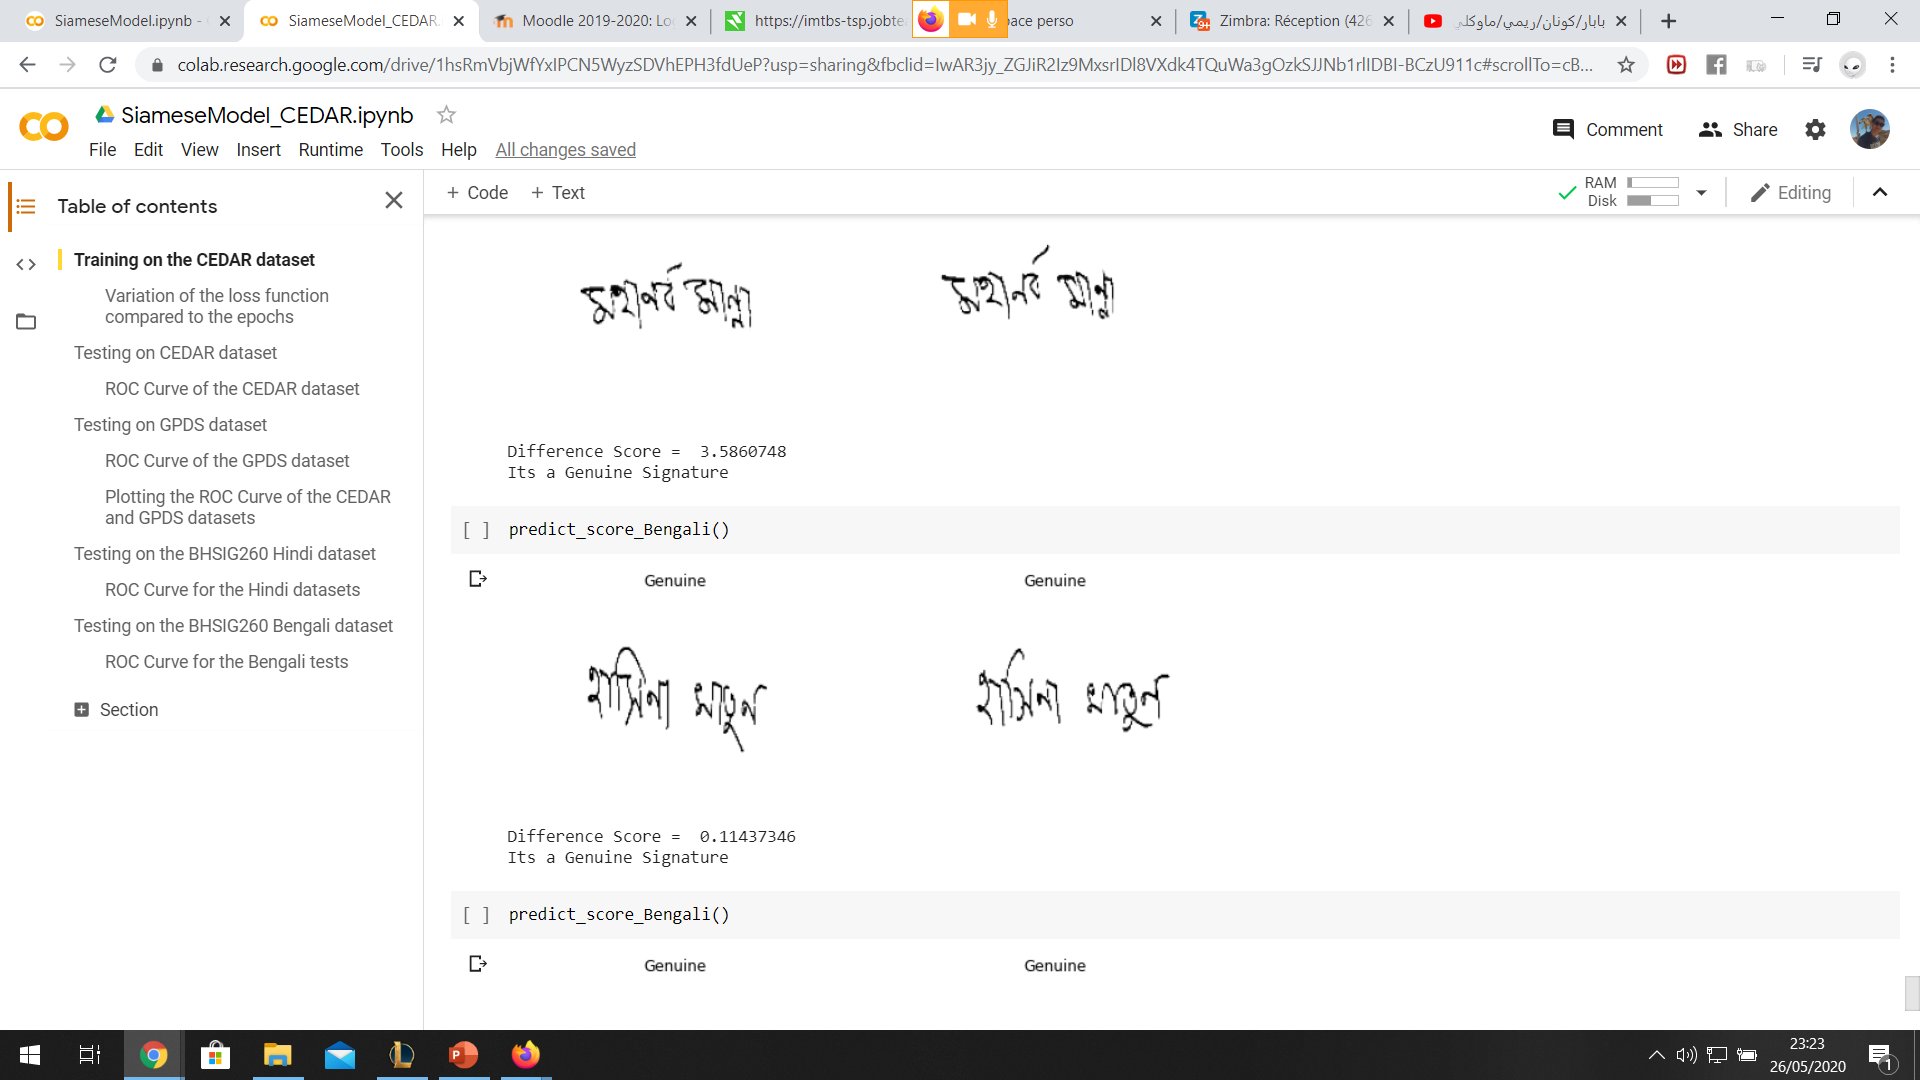 SiameseModel.ipynb -
SiameseModel_CEDAR.
Moodle 2019-2020: Lo
https://imtbs-tsp.jobte
ace perso
Zimbra: Réception (426
بابار/كونان/ريمي/ماوكلي
colab.research.google.com/drive/1hsRmVbjWfYxIPCN5WyzSDVhEPH3fdUeP?usp=sharing&fbclid=IwAR3jy_ZGJiR2Iz9MxsrIDl8VXdk4TQuWa3gOzkSJJNb1rlIDBI-BCzU911c#scrollTo=cB...
SiameseModel_CEDAR.ipynb
Comment
Share
File Edit View Insert Runtime Tools Help All changes saved
Table of contents
+ Code + Text
RAM
Disk
Editing
Training on the CEDAR dataset
Variation of the loss function
compared to the epochs
Testing on CEDAR dataset
ROC Curve of the CEDAR dataset
Testing on GPDS dataset
ROC Curve of the GPDS dataset
Plotting the ROC Curve of the CEDAR
and GPDS datasets
Testing on the BHSIG260 Hindi dataset
ROC Curve for the Hindi datasets
Testing on the BHSIG260 Bengali dataset
ROC Curve for the Bengali tests
Section
Difference Score = 3.5860748
Its a Genuine Signature
[ ] predict_score_Bengali()
Genuine Genuine
হাসিনা খাতুন হাসিনা খাতুন
Difference Score = 0.11437346
Its a Genuine Signature
[ ] predict_score_Bengali()
Genuine Genuine
23:23
26/05/2020
1